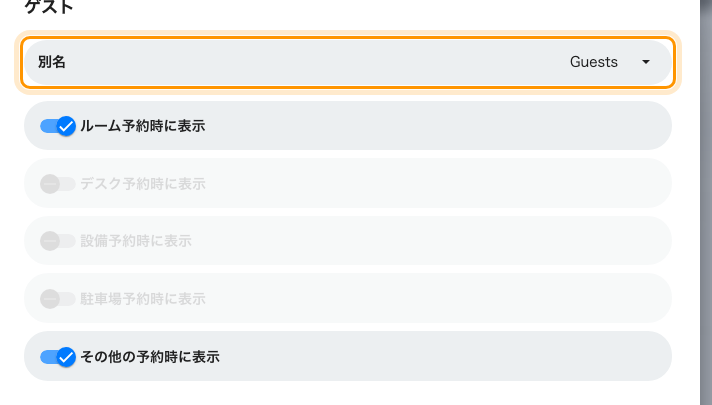 ゲスト
別名
Guests
ルーム予約時に表示
デスク予約時に表示
設備予約時に表示
駐車場予約時に表示
その他の予約時に表示